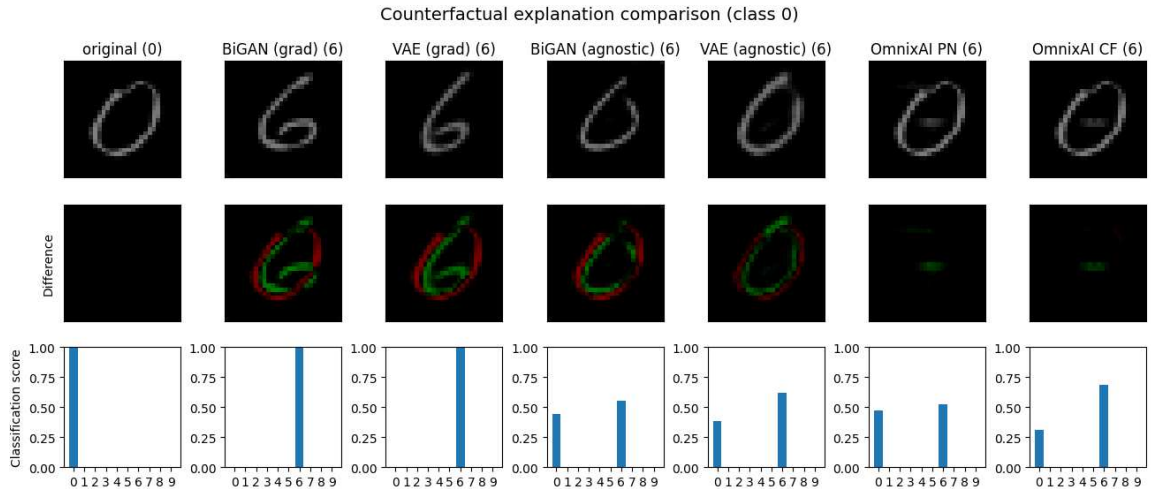 Counterfactual explanation comparison (class 0)
original (0) BiGAN (grad) (6) VAE (grad) (6) BiGAN (agnostic) (6) VAE (agnostic) (6) OmnixAI PN (6) OmnixAI CF (6)
Difference
Classification score
1.00 1.00 1.00 1.00 1.00 1.00 1.00
0.75 0.75 0.75 0.75 0.75 0.75 0.75
0.50 0.50 0.50 0.50 0.50 0.50 0.50
0.25 0.25 0.25 0.25 0.25 0.25 0.25
0.00 0.00 0.00 0.00 0.00 0.00 0.00
0 1 2 3 4 5 6 7 8 9 0 1 2 3 4 5 6 7 8 9 0 1 2 3 4 5 6 7 8 9 0 1 2 3 4 5 6 7 8 9 0 1 2 3 4 5 6 7 8 9 0 1 2 3 4 5 6 7 8 9 0 1 2 3 4 5 6 7 8 9